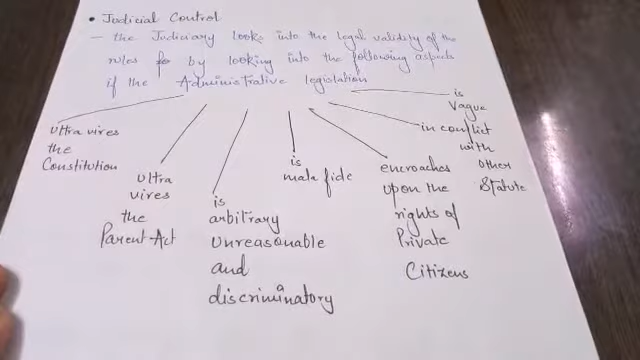 • Judicial Control
- the Judiciary looks into the legal validity of the
rules by looking into the following aspects
if the Administrative legislation
Ultra vires
the
Constitution
Ultra
vires
the
Parent Act
is
arbitrary
unreasonable
and
discriminatory
is
mala fide
encroaches
upon the
rights of
Private
Citizens
in conflict
with
other
Statute
is
Vague